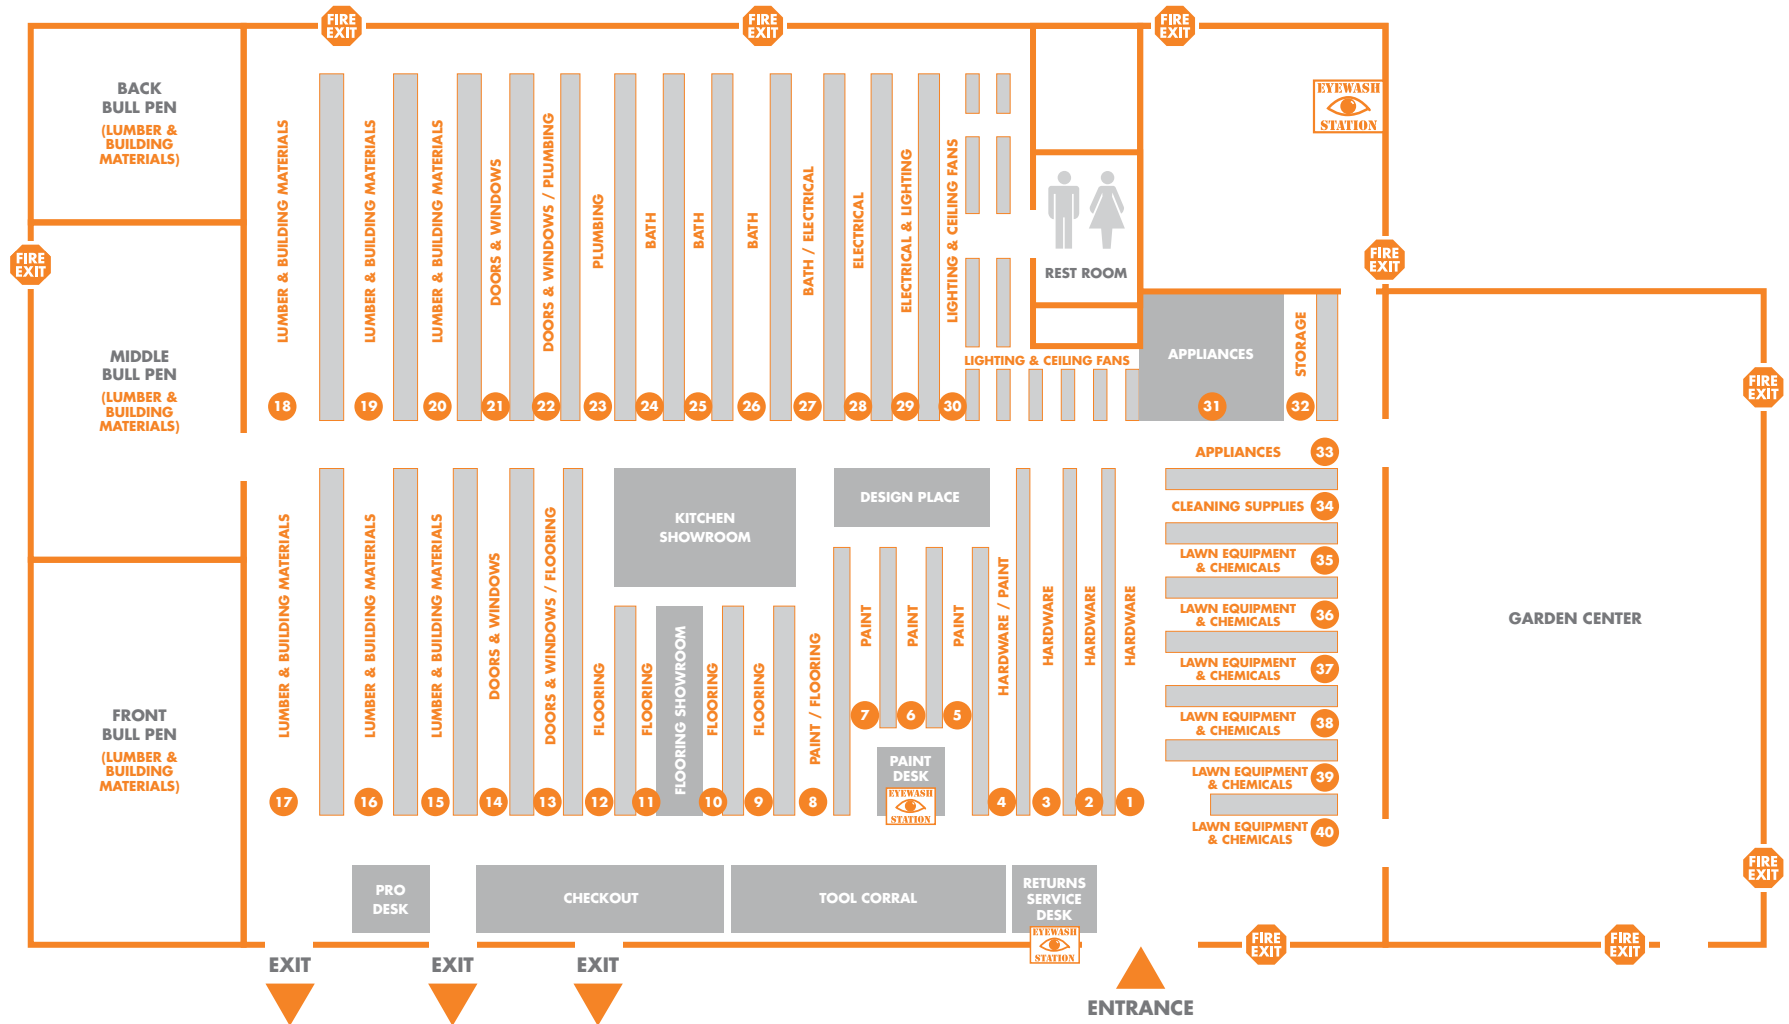 FIRE
EXIT
FIRE
EXIT
FIRE
EXIT
BACK
BULL PEN
(LUMBER &
BUILDING
MATERIALS)
EYEWASH
STATION
LUMBER & BUILDING MATERIALS
LUMBER & BUILDING MATERIALS
LUMBER & BUILDING MATERIALS
DOORS & WINDOWS
DOORS & WINDOWS / PLUMBING
PLUMBING
BATH
BATH
BATH
BATH / ELECTRICAL
ELECTRICAL
ELECTRICAL & LIGHTING
LIGHTING & CEILING FANS
REST ROOM
FIRE
EXIT
FIRE
EXIT
MIDDLE
BULL PEN
(LUMBER &
BUILDING
MATERIALS)
LIGHTING & CEILING FANS
APPLIANCES
STORAGE
FIRE
EXIT
18
19
20
21
22
23
24
25
26
27
28
29
30
31
32
APPLIANCES
33
KITCHEN
SHOWROOM
DESIGN PLACE
CLEANING SUPPLIES
34
LAWN EQUIPMENT
& CHEMICALS
35
LAWN EQUIPMENT
& CHEMICALS
36
LAWN EQUIPMENT
& CHEMICALS
37
LAWN EQUIPMENT
& CHEMICALS
38
LAWN EQUIPMENT
& CHEMICALS
39
LAWN EQUIPMENT
& CHEMICALS
40
GARDEN CENTER
LUMBER & BUILDING MATERIALS
LUMBER & BUILDING MATERIALS
LUMBER & BUILDING MATERIALS
DOORS & WINDOWS
DOORS & WINDOWS / FLOORING
FLOORING
FLOORING
FLOORING SHOWROOM
FLOORING
FLOORING
PAINT / FLOORING
PAINT
PAINT
PAINT
HARDWARE / PAINT
HARDWARE
HARDWARE
HARDWARE
7
6
5
FRONT
BULL PEN
(LUMBER &
BUILDING
MATERIALS)
PAINT
DESK
EYEWASH
STATION
17
16
15
14
13
12
11
10
9
8
4
3
2
1
PRO
DESK
CHECKOUT
TOOL CORRAL
RETURNS
SERVICE
DESK
EYEWASH
STATION
FIRE
EXIT
FIRE
EXIT
FIRE
EXIT
EXIT
EXIT
EXIT
ENTRANCE